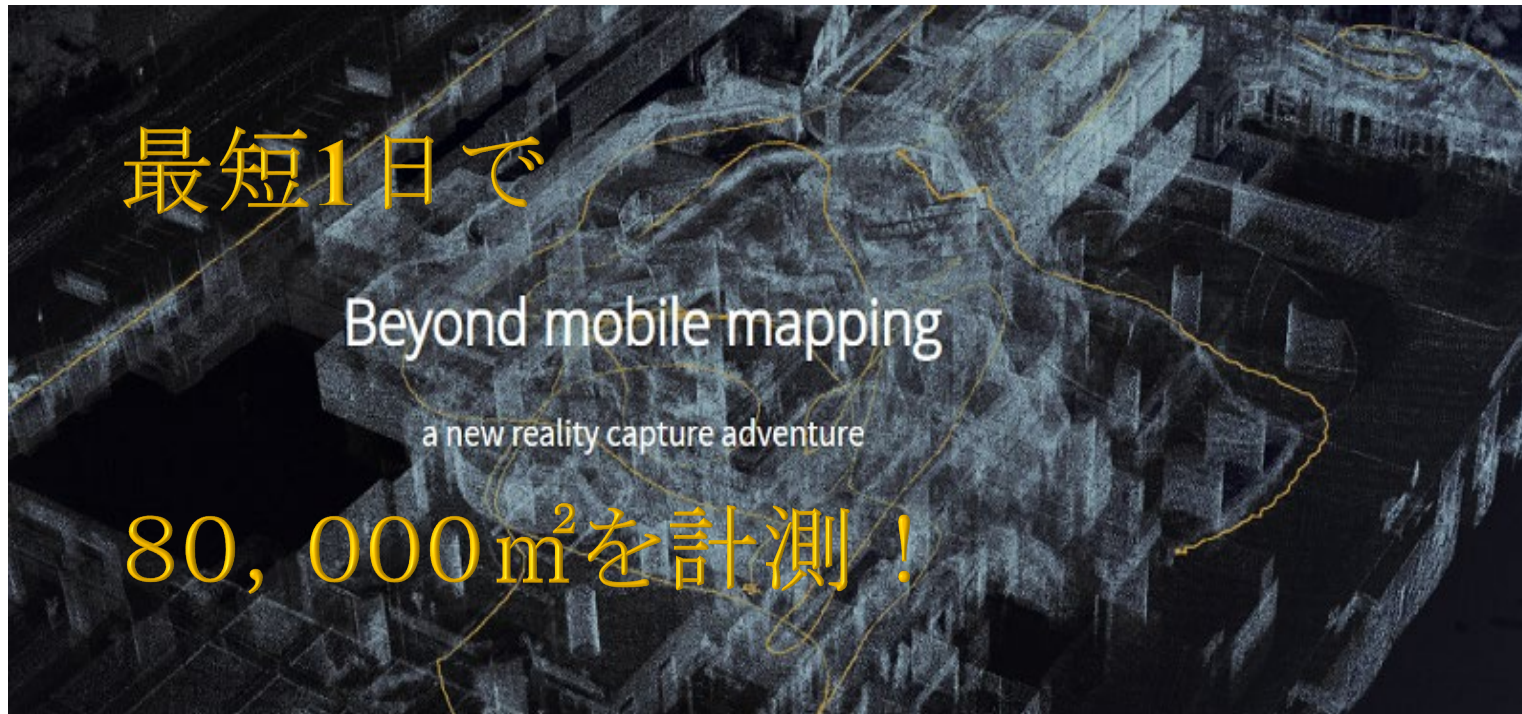 最短1日で
Beyond mobile mapping
a new reality capture adventure
８０，０００㎡を計測！